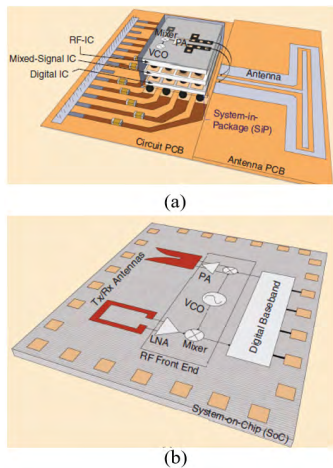 RF-IC
Mixed-Signal IC
Digital IC
Mixer
PA
VCO
Antenna
System-in-
Package (SiP)
Circuit PCB
Antenna PCB
(a)
Tx/Rx Antennas
PA
VCO
LNA
Mixer
RF Front End
Digital Baseband
System-on-Chip (SoC)
(b)